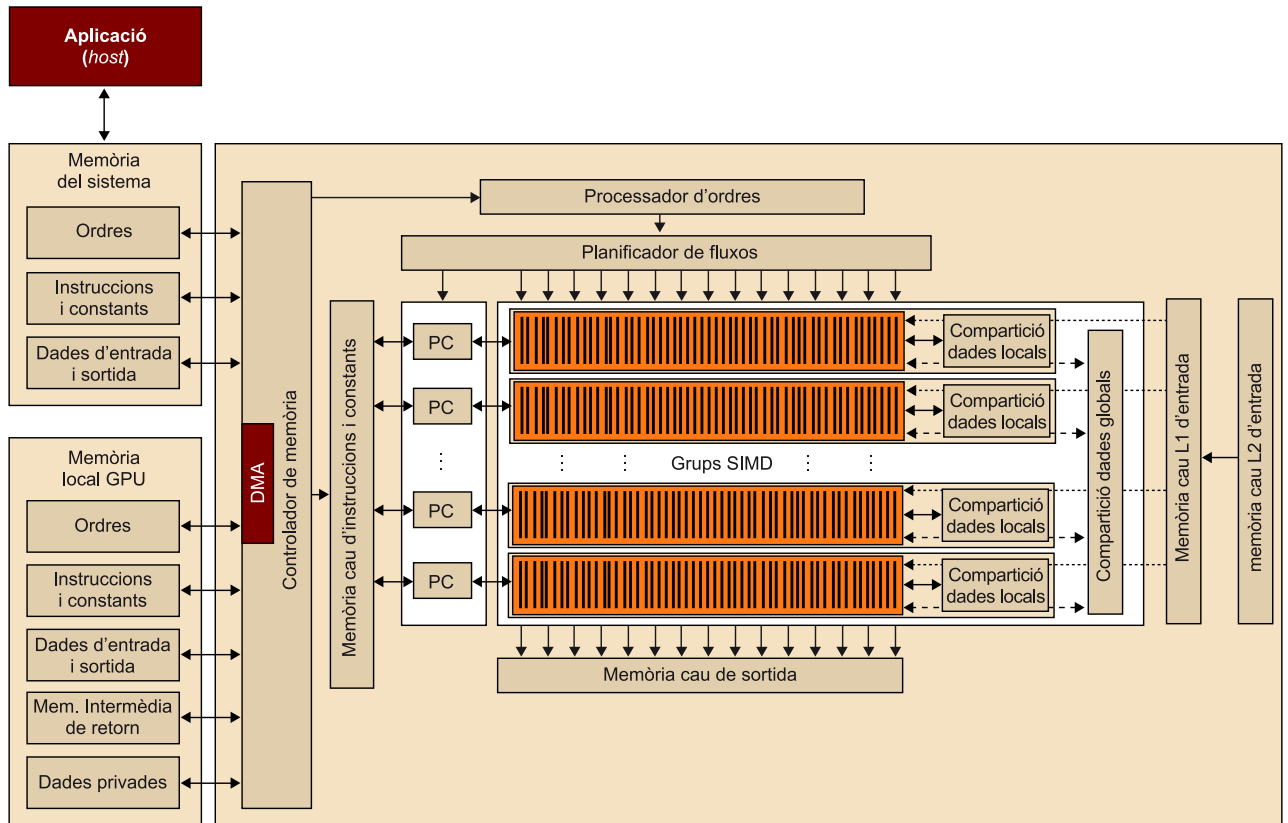 Aplicació
(host)
Memòria
del sistema
Ordres
Instruccions
i constants
Dades d'entrada
i sortida
Memòria
local GPU
Ordres
Instruccions
i constants
Dades d'entrada
i sortida
Mem. Intermèdia
de retorn
Dades privades
DMA
Controlador de memòria
Memòria cau d'instruccions i constants
Processador d'ordres
Planificador de fluxos
PC
PC
PC
PC
Compartició
dades locals
Compartició
dades locals
Grups SIMD
Compartició
dades locals
Compartició
dades locals
Compartició dades globals
Memòria cau L1 d'entrada
memòria cau L2 d'entrada
Memòria cau de sortida